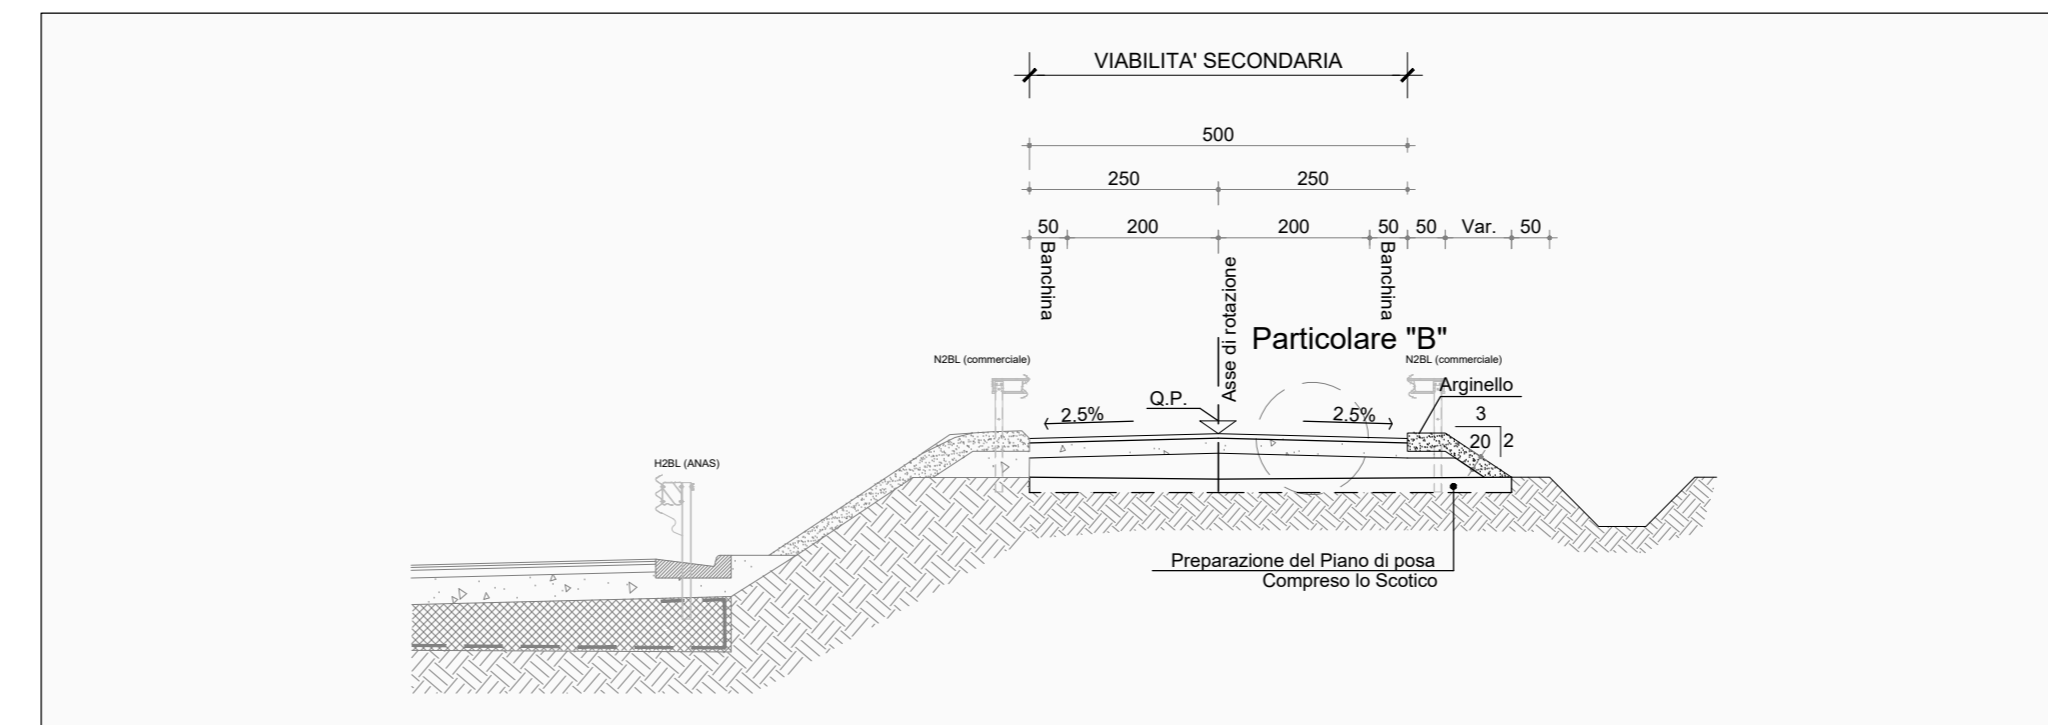 VIABILITA' SECONDARIA
500
250 250
50 200 200 50 50 Var. 50
Banchina
Banchina
Asse di rotazione
Particolare "B"
N2BL (commerciale)
N2BL (commerciale)
Arginello
Q.P.
2.5%
2.5%
3
20 2
H2BL (ANAS)
Preparazione del Piano di posa
Compreso lo Scotico